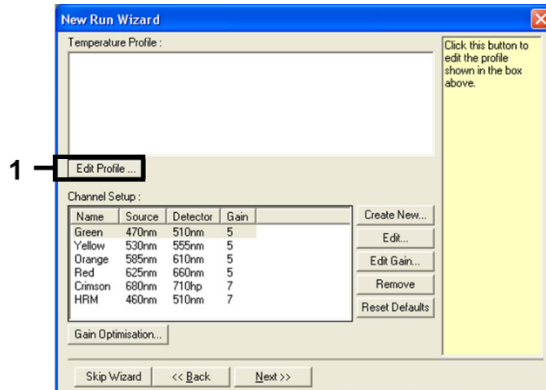 New Run Wizard
Temperature Profile :
Click this button to
edit the profile
shown in the box
above.
1
Edit Profile ...
Channel Setup :
Name Source Detector Gain
Green 470nm 510nm 5
Yellow 530nm 555nm 5
Orange 585nm 610nm 5
Red 625nm 660nm 5
Crimson 680nm 710hp 7
HRM 460nm 510nm 7
Create New...
Edit...
Edit Gain...
Remove
Reset Defaults
Gain Optimisation...
Skip Wizard << Back Next >>